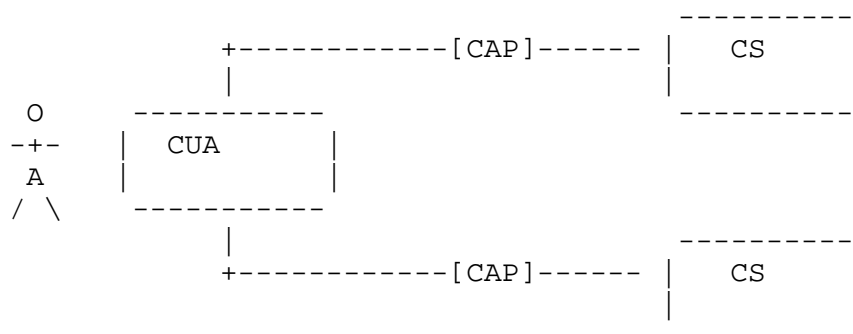 ----------
              +------------[CAP]------ |   CS
              |                        |
  O      -----------                     ----------
 -+-    |  CUA      |
  A     |           |
 / \     -----------
              |                          ----------
              +------------[CAP]------ |   CS
                                       |